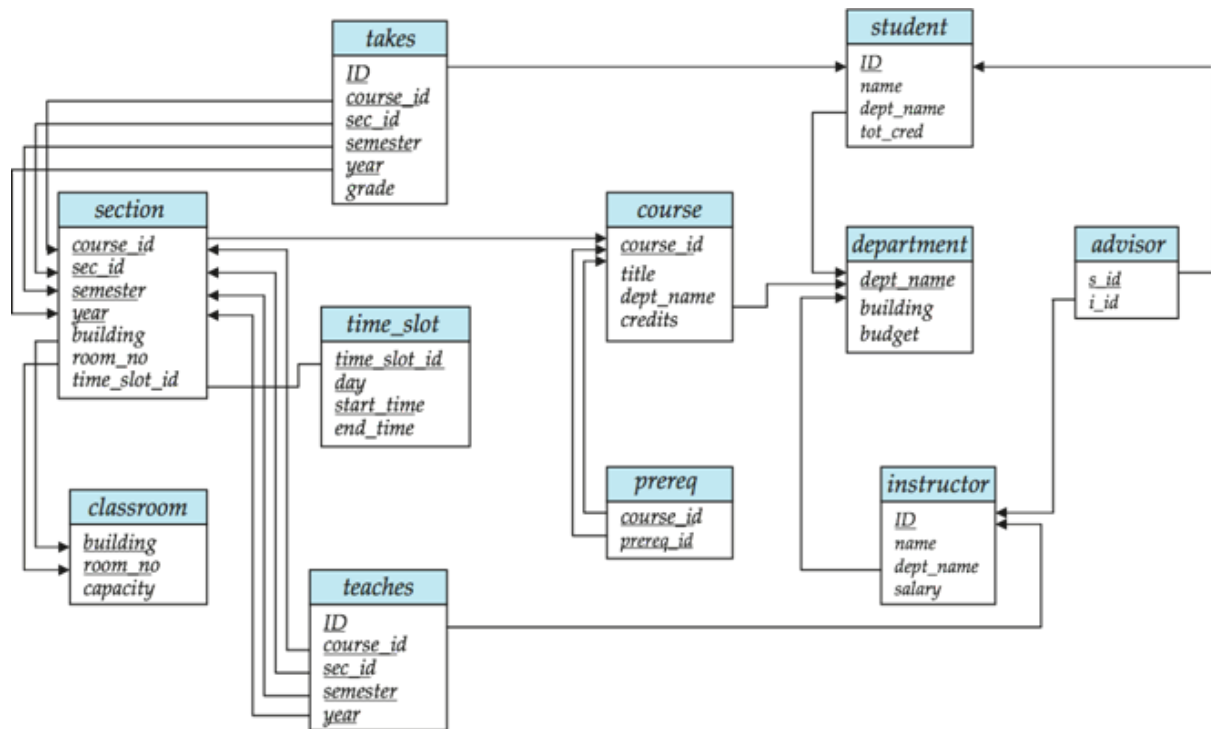 takes
ID
course_id
sec_id
semester
year
grade
student
ID
name
dept_name
tot_cred
section
course_id
sec_id
semester
year
building
room_no
time_slot_id
course
course_id
title
dept_name
credits
department
dept_name
building
budget
advisor
s_id
i_id
time_slot
time_slot_id
day
start_time
end_time
classroom
building
room_no
capacity
prereq
course_id
prereq_id
instructor
ID
name
dept_name
salary
teaches
ID
course_id
sec_id
semester
year